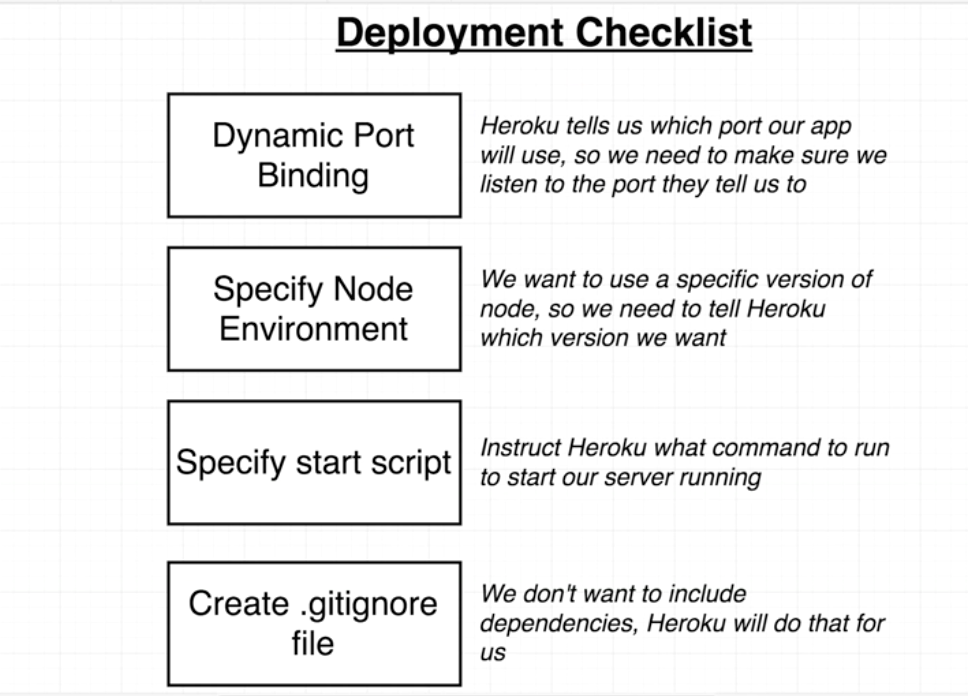 Deployment Checklist
Dynamic Port
Binding
Heroku tells us which port our app
will use, so we need to make sure we
listen to the port they tell us to
Specify Node
Environment
We want to use a specific version of
node, so we need to tell Heroku
which version we want
Specify start script
Instruct Heroku what command to run
to start our server running
Create .gitignore
file
We don't want to include
dependencies, Heroku will do that for
us